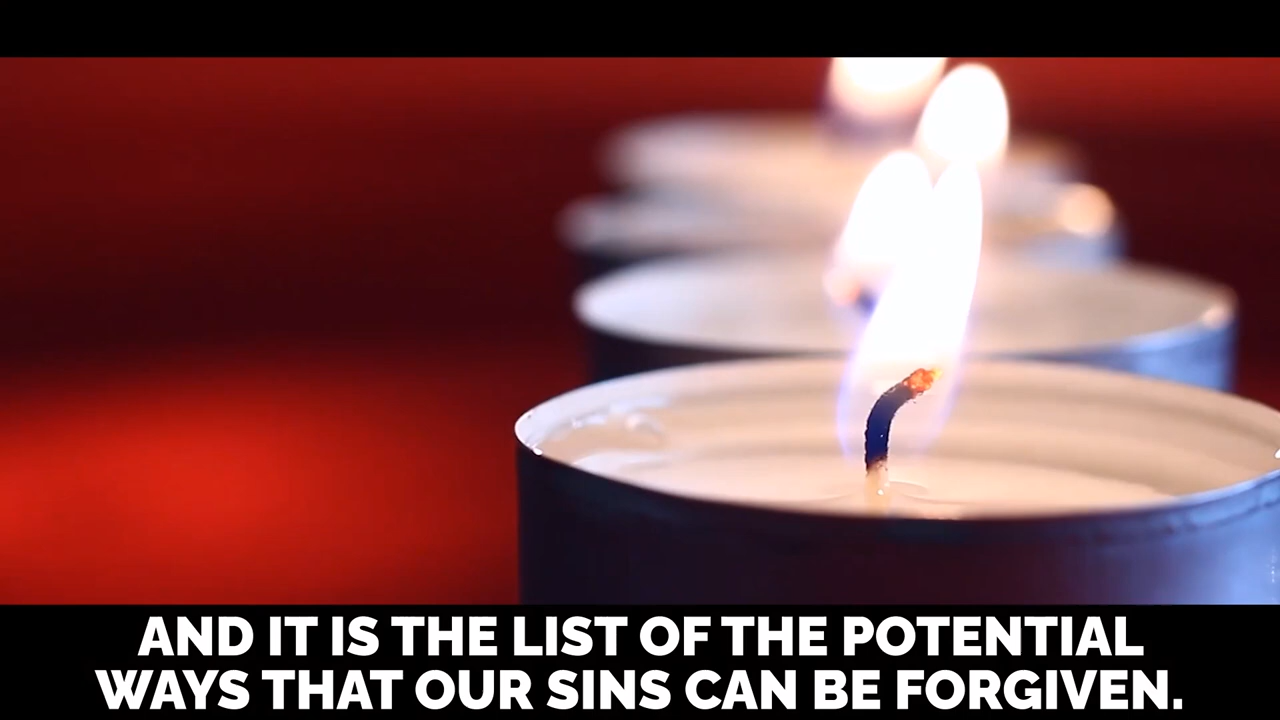 AND IT IS THE LIST OF THE POTENTIAL
WAYS THAT OUR SINS CAN BE FORGIVEN.